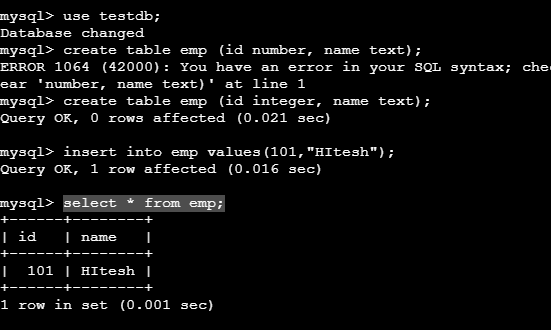 mysql> use testdb;
Database changed
mysql> create table emp (id number, name text);
ERROR 1064 (42000): You have an error in your SQL syntax; che
ear 'number, name text)' at line 1
mysql> create table emp (id integer, name text);
Query OK, 0 rows affected (0.021 sec)
mysql> insert into emp values(101,"HItesh");
Query OK, 1 row affected (0.016 sec)
mysql> select * from emp;
+------+--------+
| id   | name   |
+------+--------+
|  101 | HItesh |
+------+--------+
1 row in set (0.001 sec)